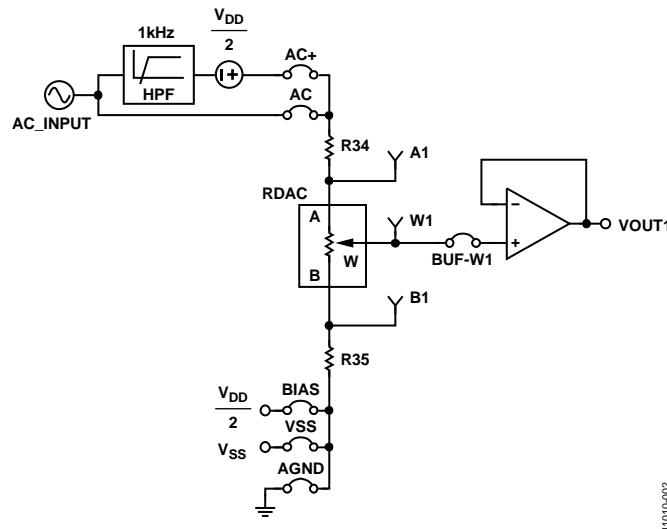 1kHz
VDD
2
AC+
HPF
AC
AC_INPUT
R34
A1
RDAC
A
W1
W
BUF-W1
–
+
VOUT1
B
B1
R35
VDD
2
BIAS
VSS
VSS
AGND